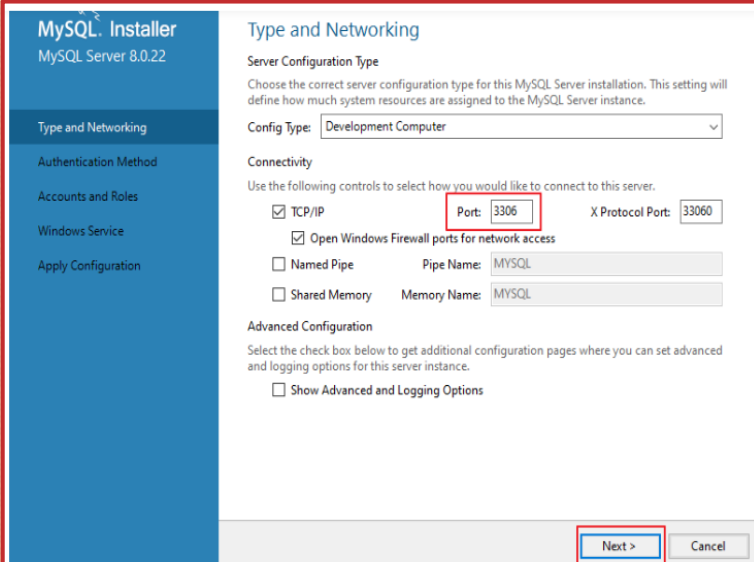 MySQL. Installer
MySQL Server 8.0.22
Type and Networking
Authentication Method
Accounts and Roles
Windows Service
Apply Configuration
Type and Networking
Server Configuration Type
Choose the correct server configuration type for this MySQL Server installation. This setting will
define how much system resources are assigned to the MySQL Server instance.
Config Type: Development Computer
Connectivity
Use the following controls to select how you would like to connect to this server.
TCP/IP Port: 3306 X Protocol Port: 33060
Open Windows Firewall ports for network access
Named Pipe Pipe Name: MYSQL
Shared Memory Memory Name: MYSQL
Advanced Configuration
Select the check box below to get additional configuration pages where you can set advanced
and logging options for this server instance.
Show Advanced and Logging Options
Next > Cancel